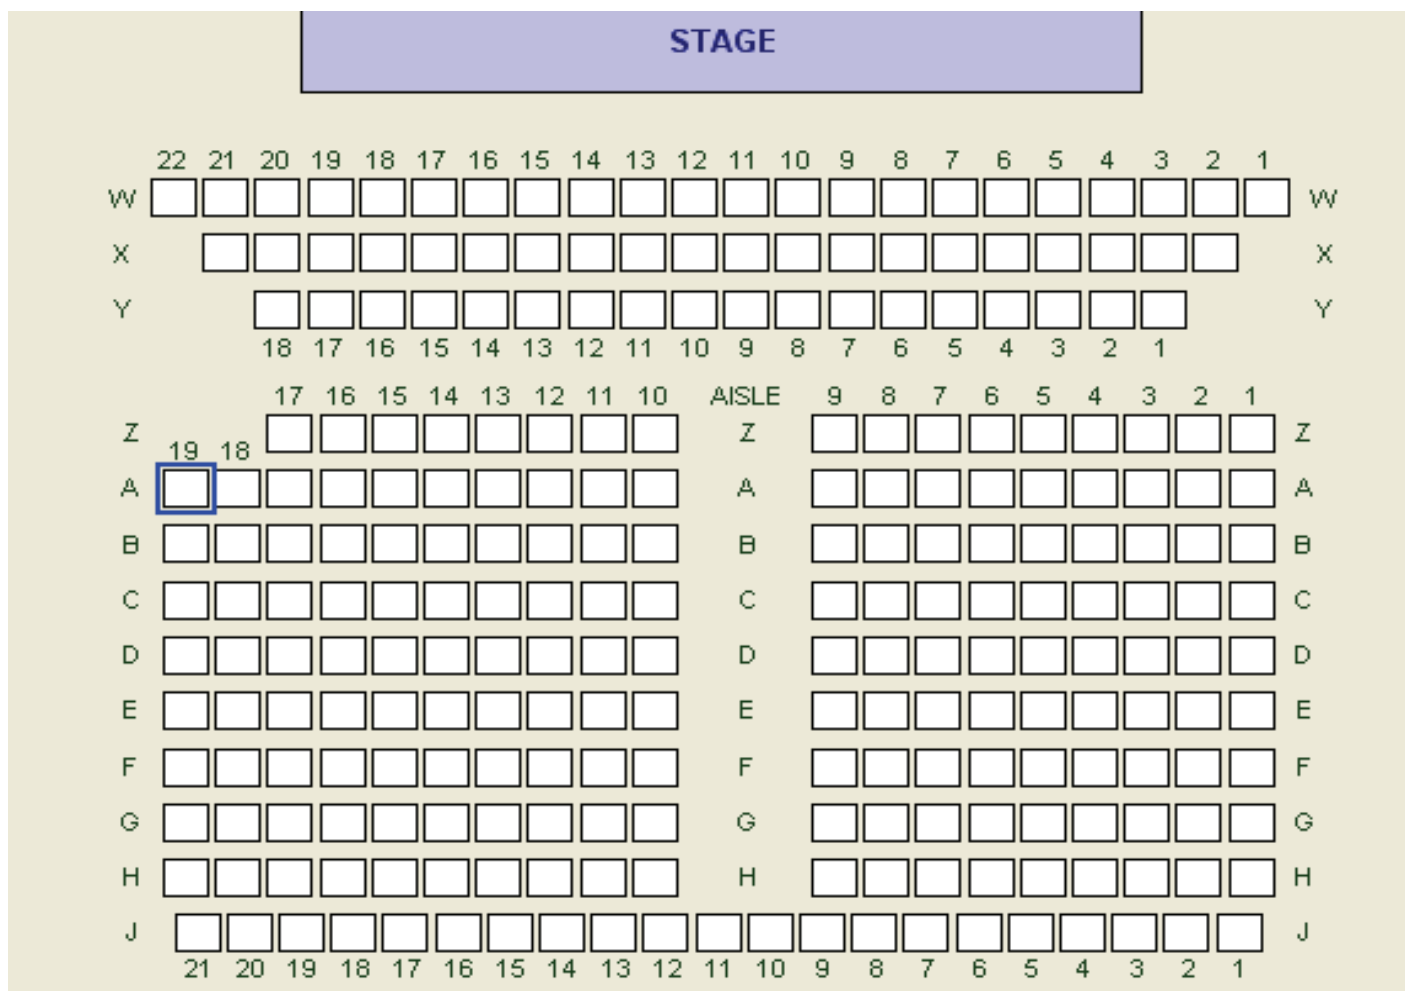 STAGE
22 21 20 19 18 17 16 15 14 13 12 11 10 9 8 7 6 5 4 3 2 1
W W
X X
Y Y
18 17 16 15 14 13 12 11 10 9 8 7 6 5 4 3 2 1
17 16 15 14 13 12 11 10 AISLE 9 8 7 6 5 4 3 2 1
Z Z Z
19 18
A A A
B B B
C C C
D D D
E E E
F F F
G G G
H H H
J J
21 20 19 18 17 16 15 14 13 12 11 10 9 8 7 6 5 4 3 2 1